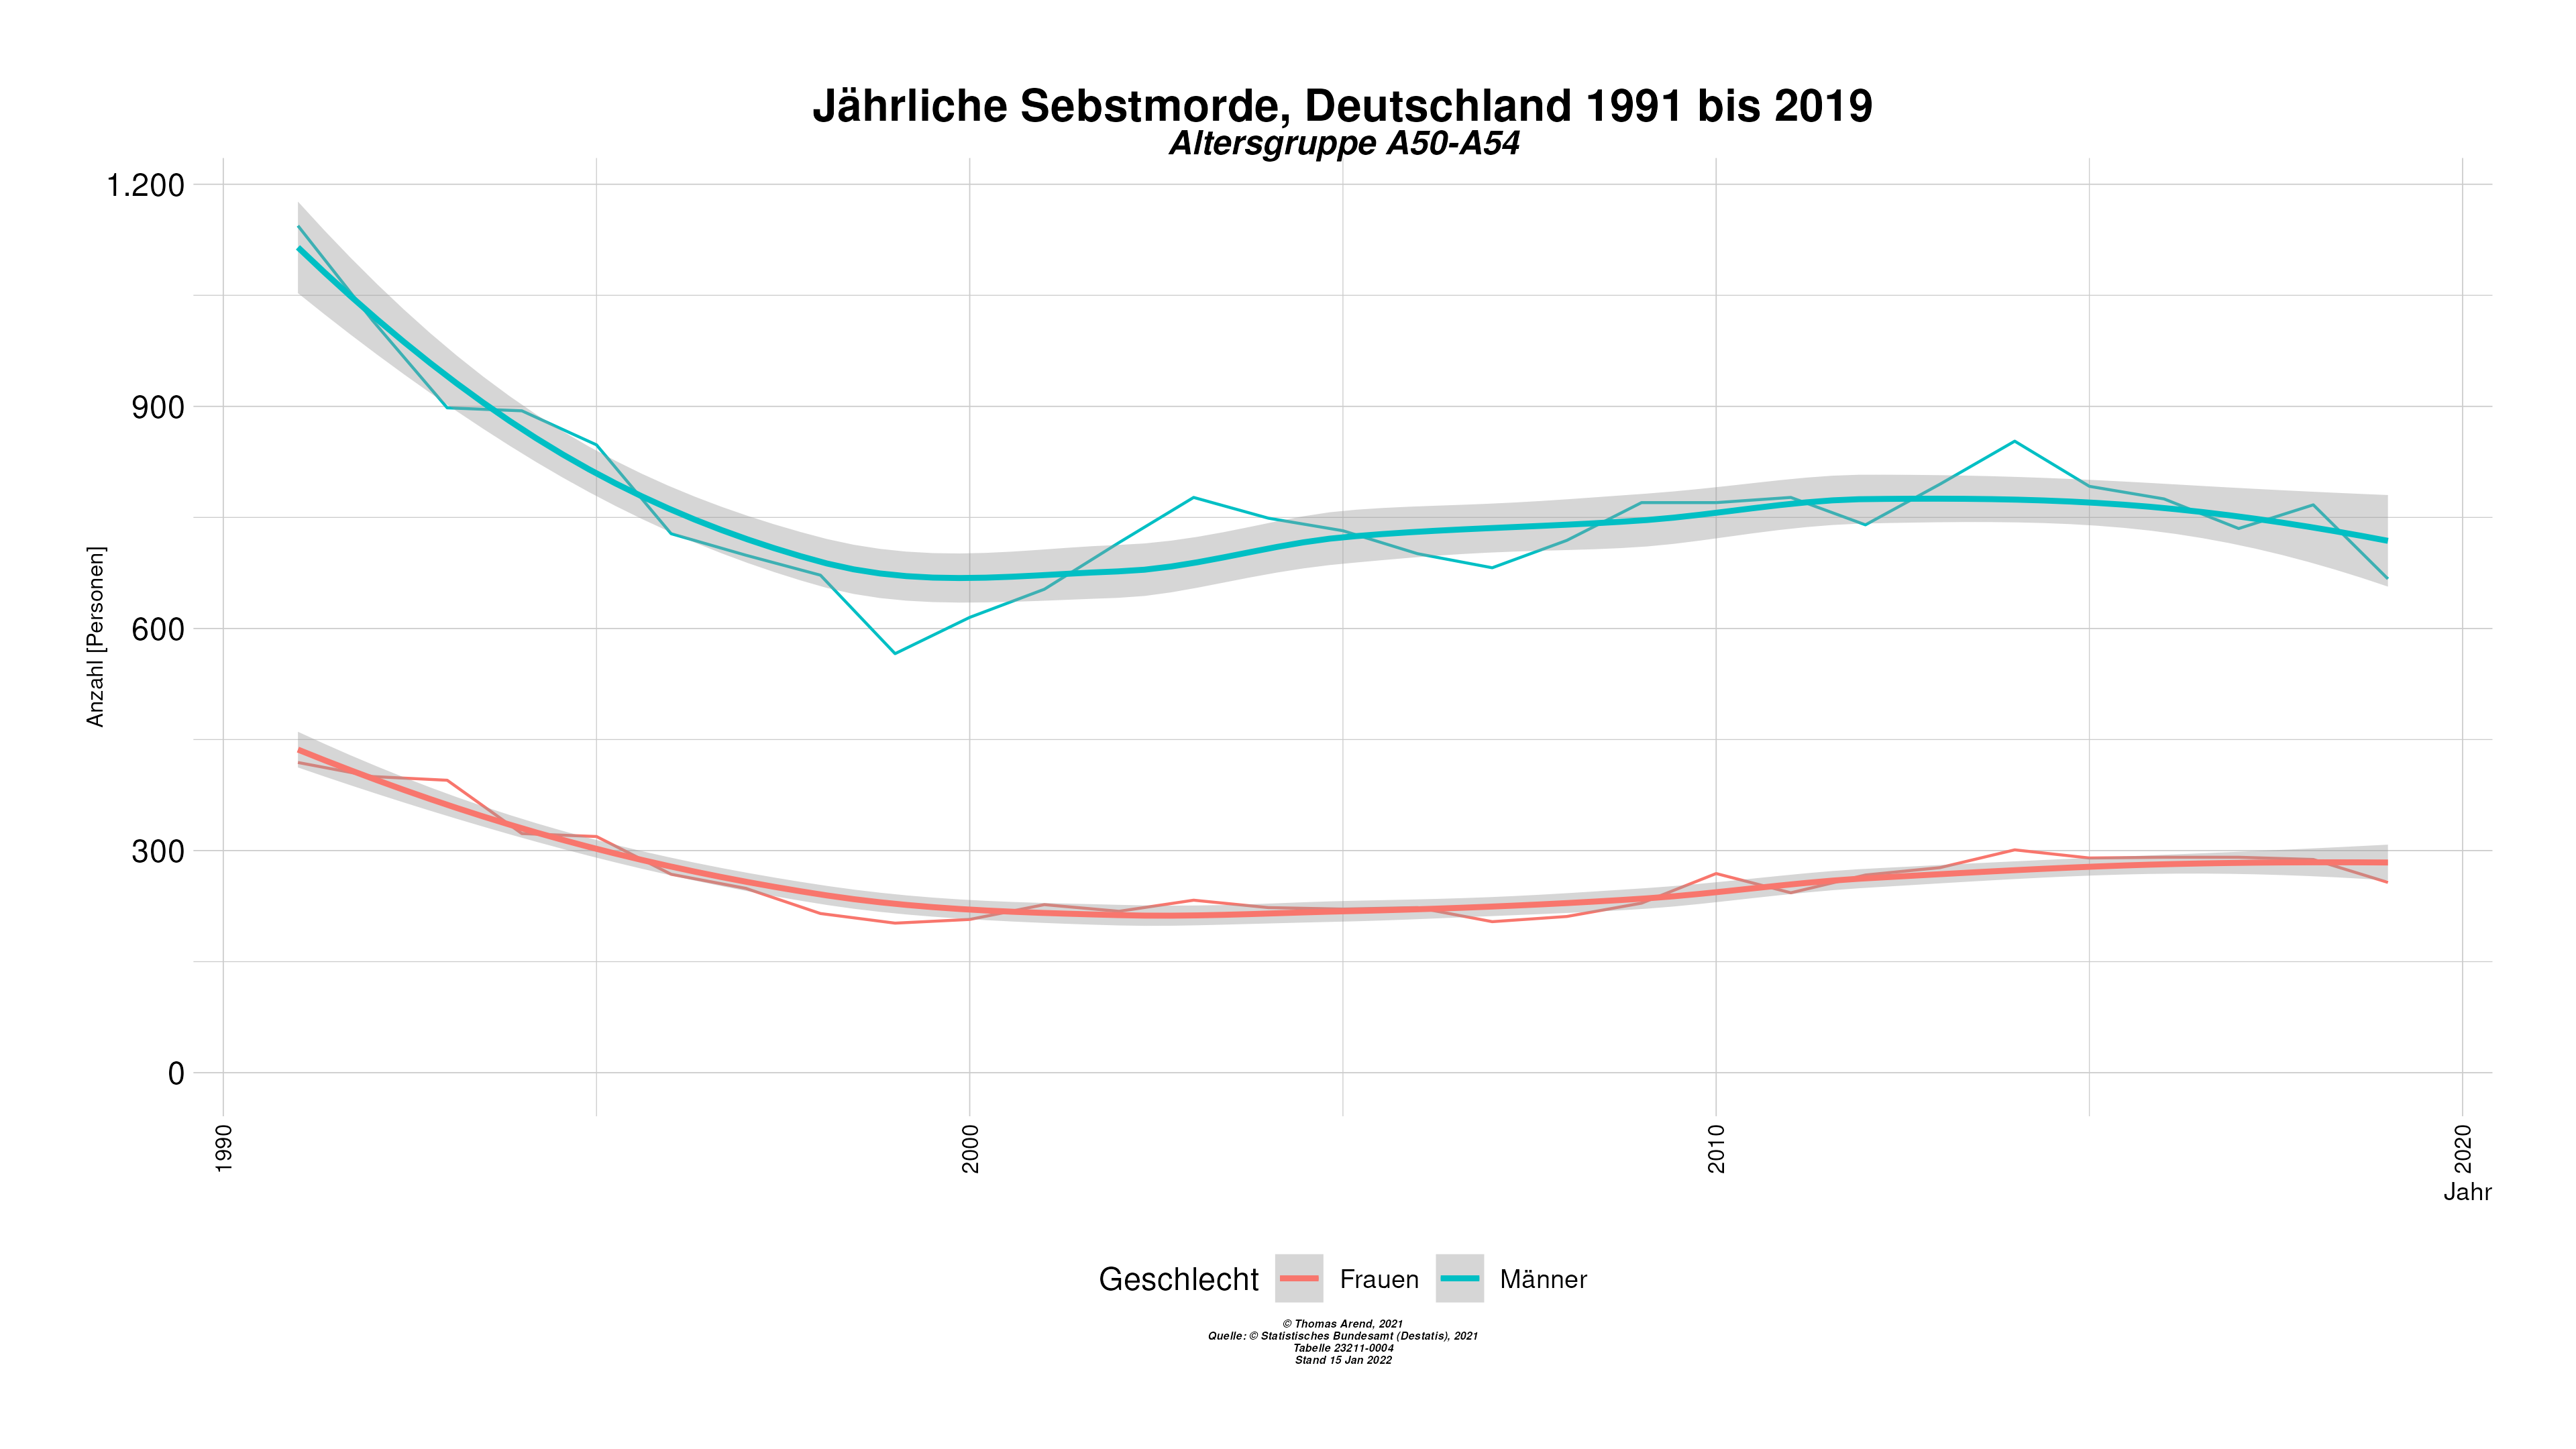 Jährliche Sebstmorde, Deutschland 1991 bis 2019
Altersgruppe A50-A54
Anzahl [Personen]
1.200
900
600
300
0
1990
2000
2010
2020
Jahr
Geschlecht
Frauen
Männer
© Thomas Arend, 2021
Quelle: © Statistisches Bundesamt (Destatis), 2021
Tabelle 23211-0004
Stand 15 Jan 2022